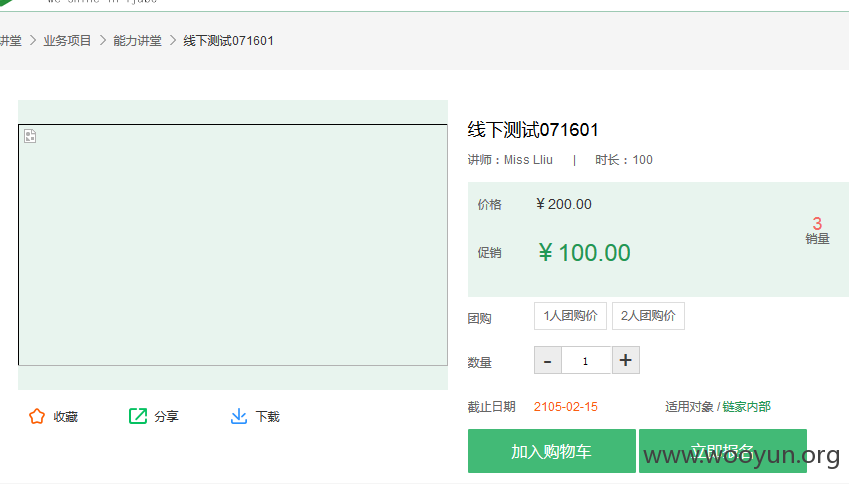 we shine in ijabo
讲堂 > 业务项目 > 能力讲堂 > 线下测试071601
线下测试071601
讲师：Miss Lliu | 时长：100
价格 ￥200.00
3
销量
促销 ￥100.00
团购 1人团购价 2人团购价
数量 - 1 +
截止日期 2105-02-15 适用对象 / 链家内部
收藏 分享 下载
加入购物车 立即报名
www.wooyun.org